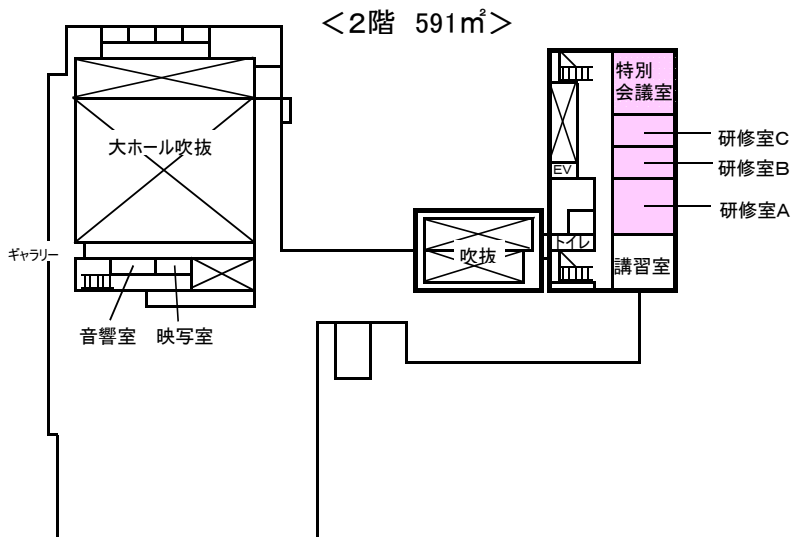 ＜2階 591㎡＞
特別
会議室
大ホール吹抜
研修室C
EV
研修室B
研修室A
トイレ
ギャラリー
吹抜
講習室
音響室
映写室